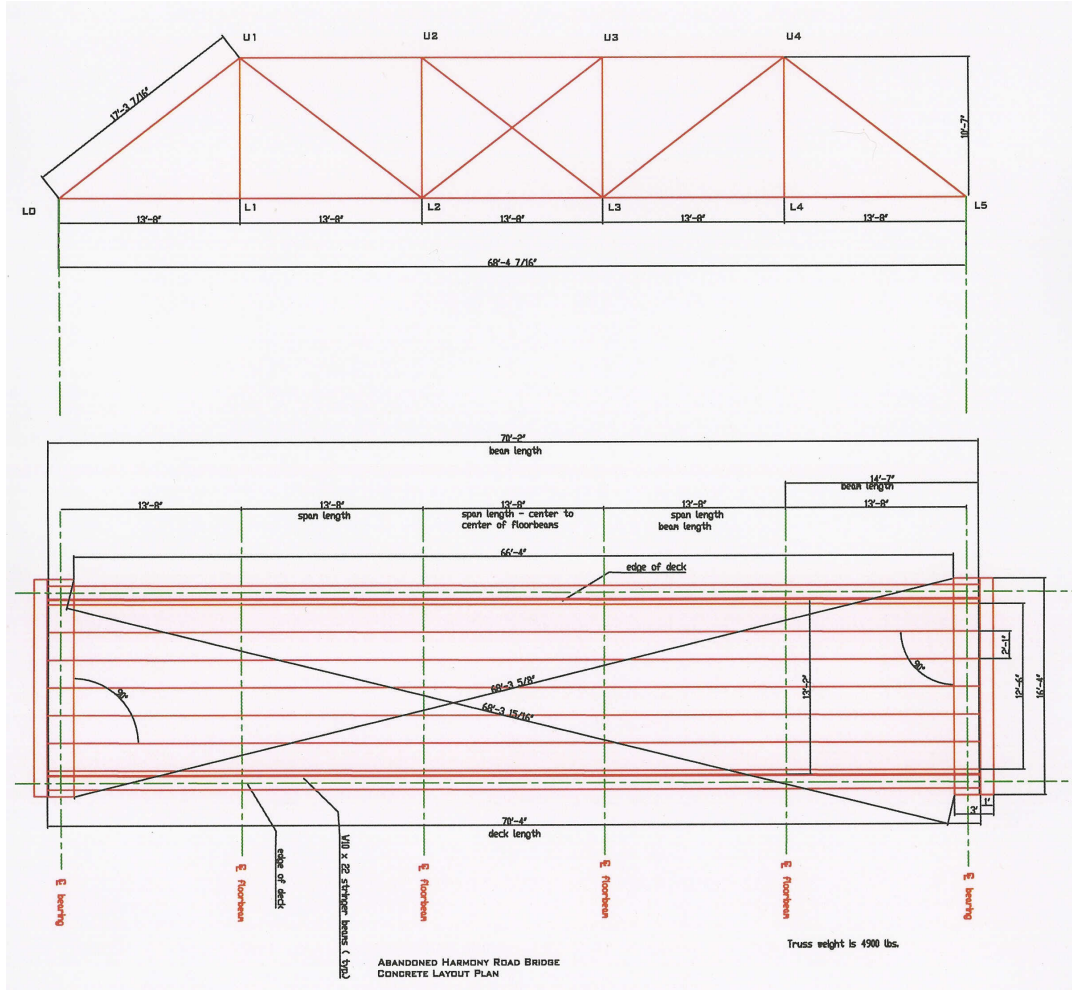 U1
U2
U3
U4
17'-3 7/16"
10'-7"
L0
L1
L2
L3
L4
L5
13'-8"
13'-8"
13'-8"
13'-8"
13'-8"
68'-4 7/16"
70'-2"
beam length
14'-7"
beam length
13'-8"
13'-8"
13'-8"
13'-8"
13'-8"
span length
span length - center to
center of floorbeams
span length
beam length
66'-4"
edge of deck
2'-1"
90°
90°
68'-3 5/8"
68'-3 15/16"
13'-2"
12'-6"
16'-4"
1'
3'
70'-4"
deck length
edge of deck
W10 x 22 stringer beams ( typ.)
℄ bearing
℄ floorbeam
℄ floorbeam
℄ floorbeam
℄ floorbeam
℄ bearing
Truss weight is 4900 lbs.
ABANDONED HARMONY ROAD BRIDGE
CONCRETE LAYOUT PLAN